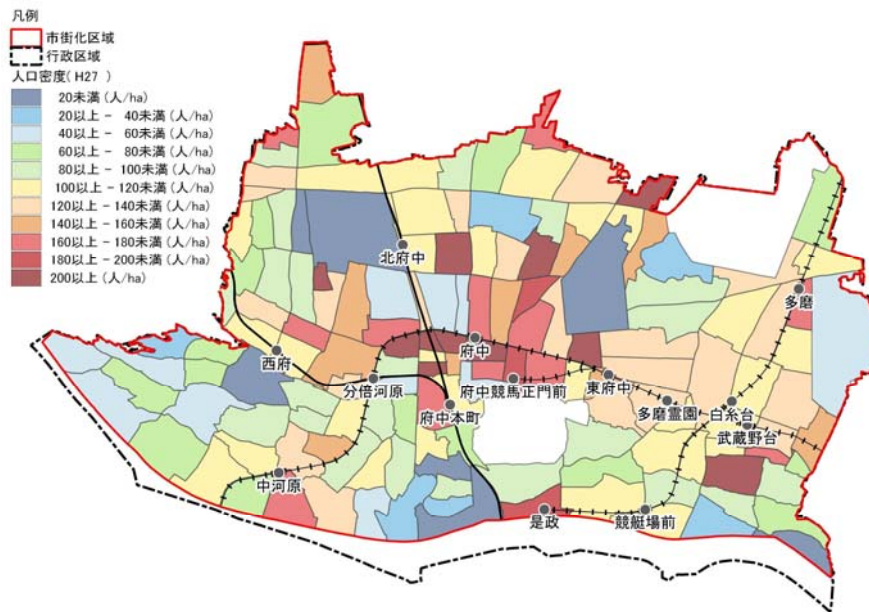 凡例
市街化区域
行政区域
人口密度(H27 )
20未満(人/ha)
20以上 - 40未満(人/ha)
40以上 - 60未満(人/ha)
60以上 - 80未満(人/ha)
80以上 - 100未満(人/ha)
100以上 - 120未満(人/ha)
120以上 - 140未満(人/ha)
140以上 - 160未満(人/ha)
160以上 - 180未満(人/ha)
180以上 - 200未満(人/ha)
200以上 (人/ha)
北府中
多磨
府中
西府
分倍河原
府中競馬正門前
東府中
府中本町
多磨霊園
白糸台
武蔵野台
中河原
是政
競艇場前